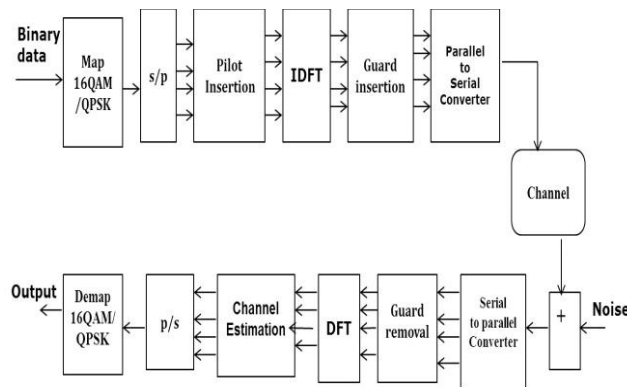 Binary
data
Map
16QAM
/QPSK
s/p
Pilot
Insertion
IDFT
Guard
insertion
Parallel
to
Serial
Converter
Channel
Output
Demap
16QAM/
QPSK
p/s
Channel
Estimation
DFT
Guard
removal
Serial
to parallel
Converter
+
Noise